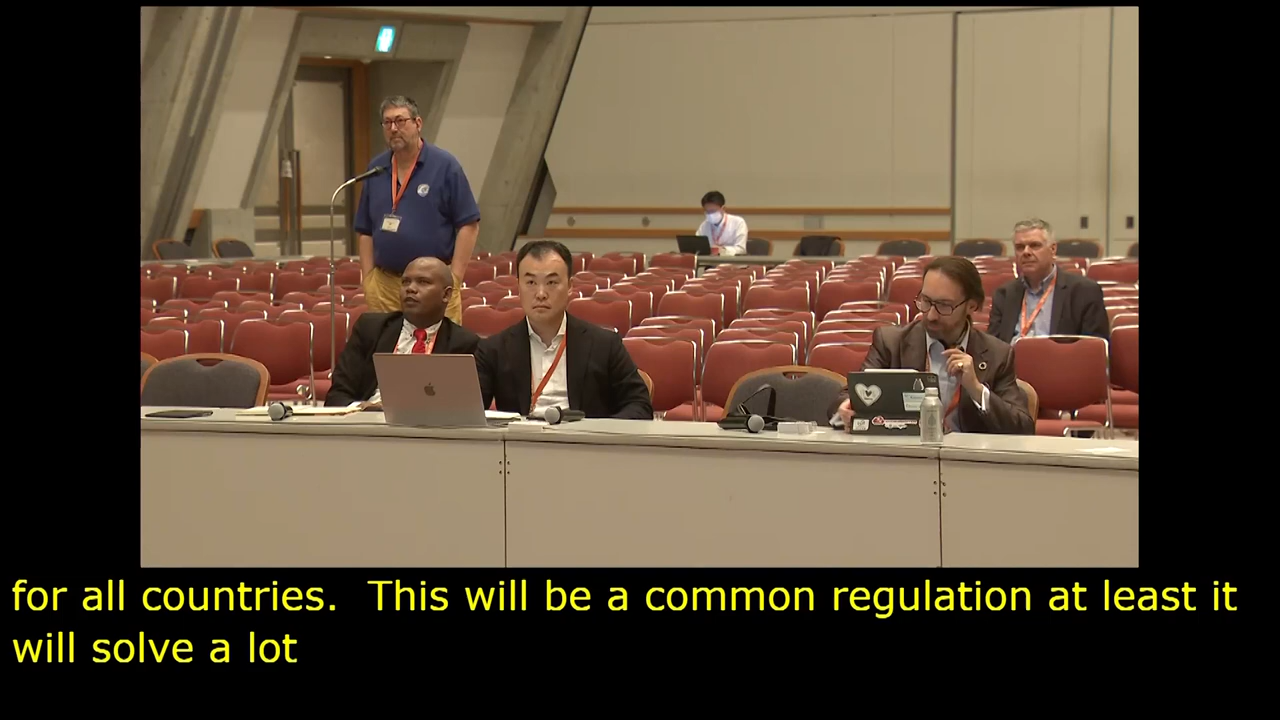 for all countries.  This will be a common regulation at least it
will solve a lot